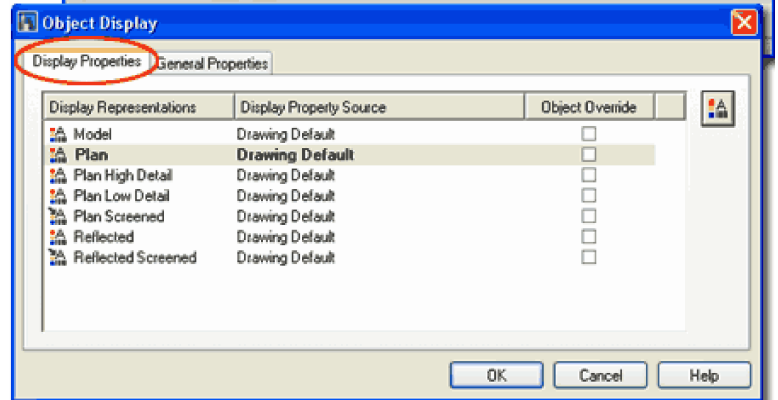 Object Display
Display Properties General Properties
Display Representations Display Property Source Object Override
Model Drawing Default
Plan Drawing Default
Plan High Detail Drawing Default
Plan Low Detail Drawing Default
Plan Screened Drawing Default
Reflected Drawing Default
Reflected Screened Drawing Default
OK Cancel Help